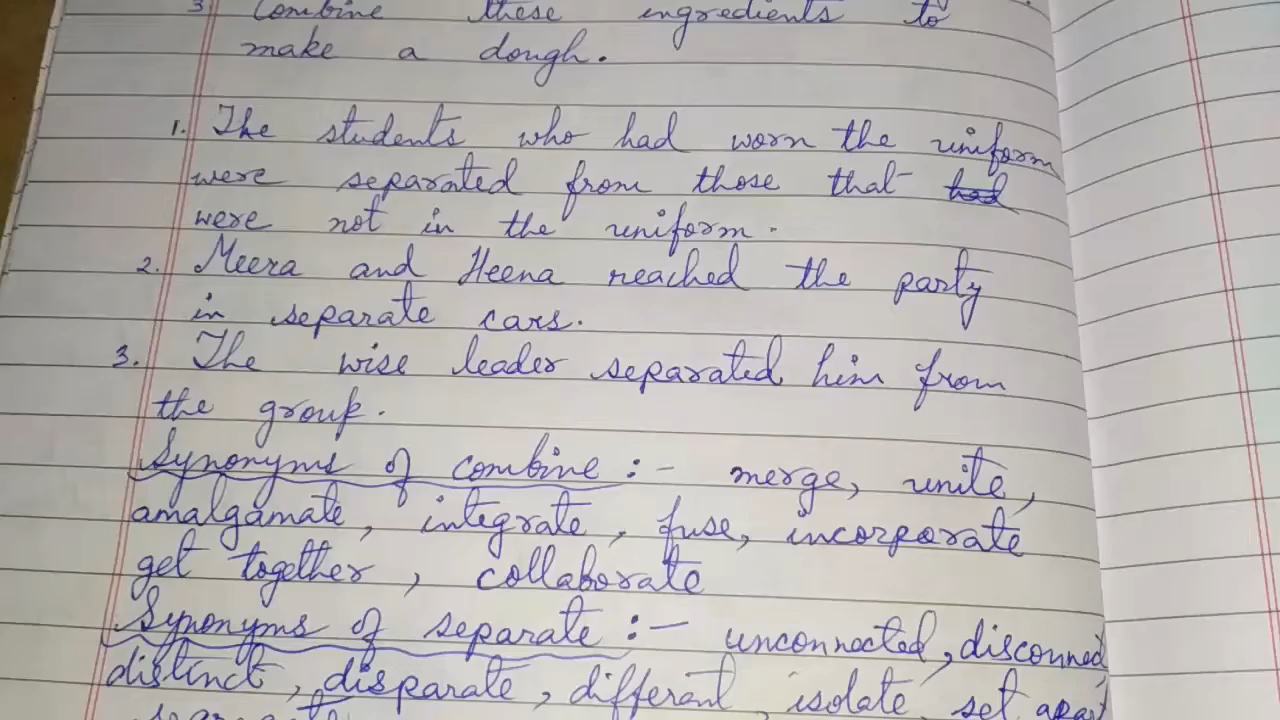 3. Combine these ingredients to
make a dough.
1. The students who had worn the uniform
were separated from those that had
were not in the uniform.
2. Meera and Heena reached the party
in separate cars.
3. The wise leader separated him from
the group.
Synonyms of combine :- merge, unite,
amalgamate, integrate, fuse, incorporate
get together, collaborate
Synonyms of separate :- unconnected, disconned
distinct, disparate, different isolate set apart